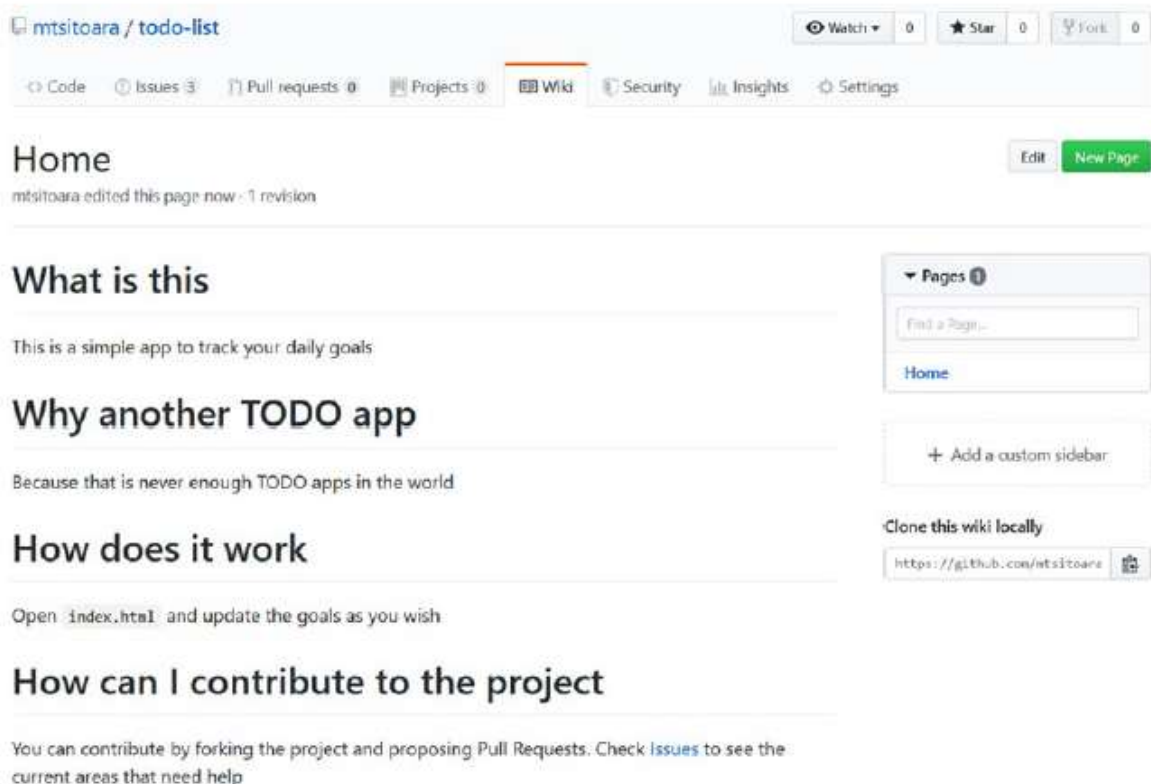 mtsitoara / todo-list
Watch 0 Star 0 Fork 0
Code Issues 3 Pull requests 0 Projects 0 Wiki Security Insights Settings
Home
Edit New Page
mtsitoara edited this page now · 1 revision
What is this
This is a simple app to track your daily goals
Why another TODO app
Because that is never enough TODO apps in the world
How does it work
Open index.html and update the goals as you wish
How can I contribute to the project
You can contribute by forking the project and proposing Pull Requests. Check Issues to see the
current areas that need help
Pages 1
Find a Page...
Home
+ Add a custom sidebar
Clone this wiki locally
https://github.com/mtsitoara